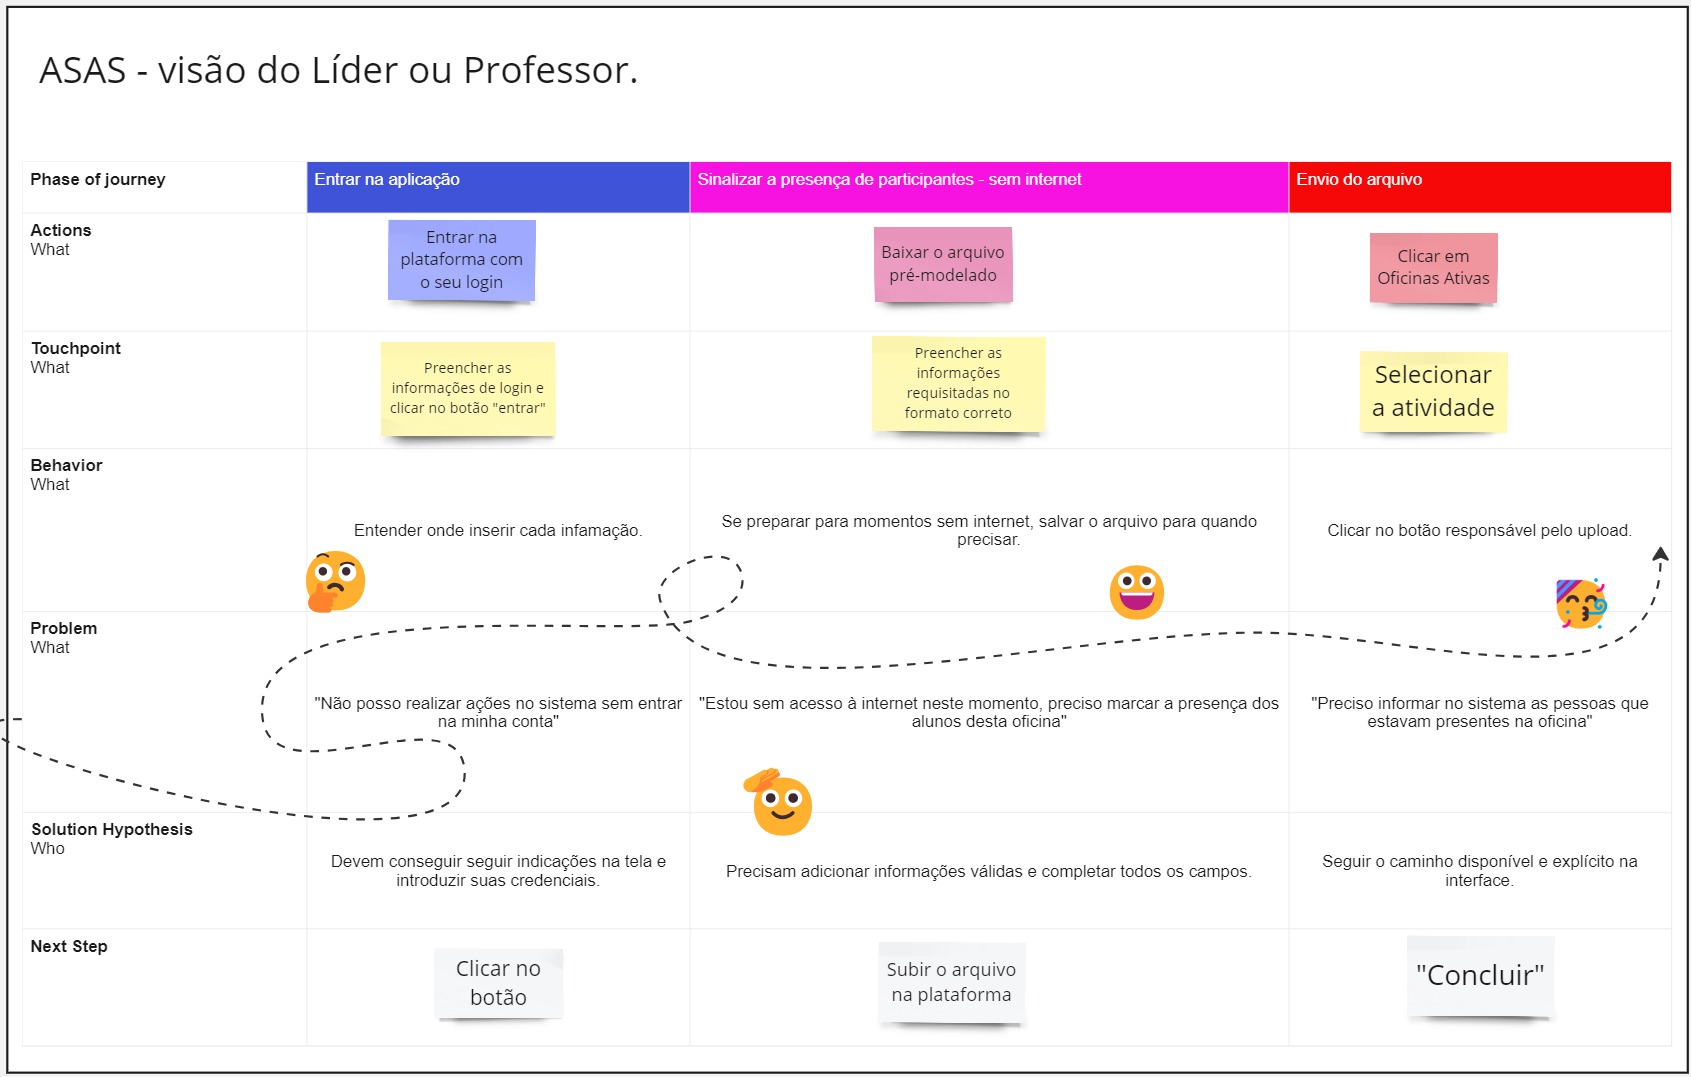 ASAS - visão do Líder ou Professor.
Phase of journey
Entrar na aplicação
Sinalizar a presença de participantes - sem internet
Envio do arquivo
Actions
What
Entrar na
plataforma com
o seu login
Baixar o arquivo
pré-modelado
Clicar em
Oficinas Ativas
Touchpoint
What
Preencher as
informações de login e
clicar no botão "entrar"
Preencher as
informações
requisitadas no
formato correto
Selecionar
a atividade
Behavior
What
Entender onde inserir cada infamação.
Se preparar para momentos sem internet, salvar o arquivo para quando
precisar.
Clicar no botão responsável pelo upload.
Problem
What
"Não posso realizar ações no sistema sem entrar
na minha conta"
"Estou sem acesso à internet neste momento, preciso marcar a presença dos
alunos desta oficina"
"Preciso informar no sistema as pessoas que
estavam presentes na oficina"
Solution Hypothesis
Who
Devem conseguir seguir indicações na tela e
introduzir suas credenciais.
Precisam adicionar informações válidas e completar todos os campos.
Seguir o caminho disponível e explícito na
interface.
Next Step
Clicar no
botão
Subir o arquivo
na plataforma
"Concluir"